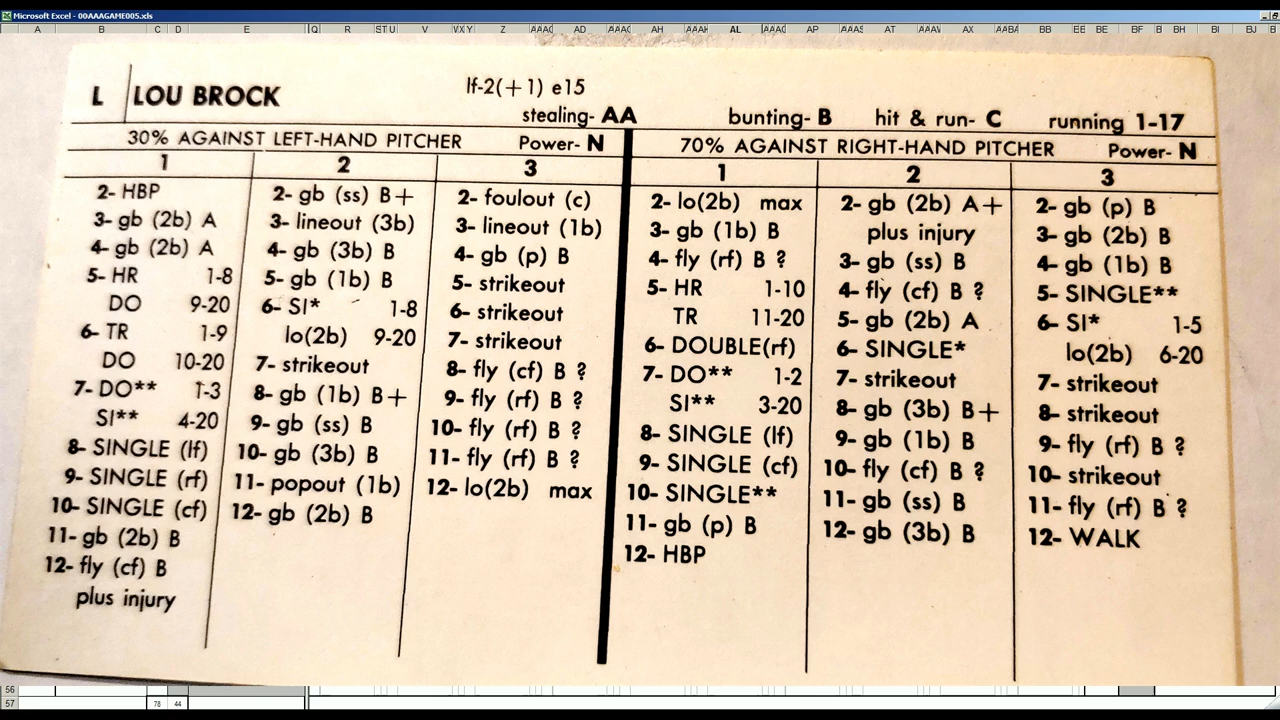 Microsoft Excel - 00AAAGAME005.xls
L LOU BROCK
lf-2(+1) e15
stealing- AA bunting- B hit & run- C running 1-17
30% AGAINST LEFT-HAND PITCHER Power- N
1 2 3
2- HBP
3- gb (2b) A
4- gb (2b) A
5- HR 1-8
DO 9-20
6- TR 1-9
DO 10-20
7- DO** 1-3
SI** 4-20
8- SINGLE (lf)
9- SINGLE (rf)
10- SINGLE (cf)
11- gb (2b) B
12- fly (cf) B
plus injury
2- gb (ss) B+
3- lineout (3b)
4- gb (3b) B
5- gb (1b) B
6- SI* 1-8
lo(2b) 9-20
7- strikeout
8- gb (1b) B+
9- gb (ss) B
10- gb (3b) B
11- popout (1b)
12- gb (2b) B
2- foulout (c)
3- lineout (1b)
4- gb (p) B
5- strikeout
6- strikeout
7- strikeout
8- fly (cf) B ?
9- fly (rf) B ?
10- fly (rf) B ?
11- fly (rf) B ?
12- lo(2b) max
70% AGAINST RIGHT-HAND PITCHER Power- N
1 2 3
2- lo(2b) max
3- gb (1b) B
4- fly (rf) B ?
5- HR 1-10
TR 11-20
6- DOUBLE(rf)
7- DO** 1-2
SI** 3-20
8- SINGLE (lf)
9- SINGLE (cf)
10- SINGLE**
11- gb (p) B
12- HBP
2- gb (2b) A+
plus injury
3- gb (ss) B
4- fly (cf) B ?
5- gb (2b) A
6- SINGLE*
7- strikeout
8- gb (3b) B+
9- gb (1b) B
10- fly (cf) B ?
11- gb (ss) B
12- gb (3b) B
2- gb (p) B
3- gb (2b) B
4- gb (1b) B
5- SINGLE**
6- SI* 1-5
lo(2b) 6-20
7- strikeout
8- strikeout
9- fly (rf) B ?
10- strikeout
11- fly (rf) B ?
12- WALK
56
57 78 44